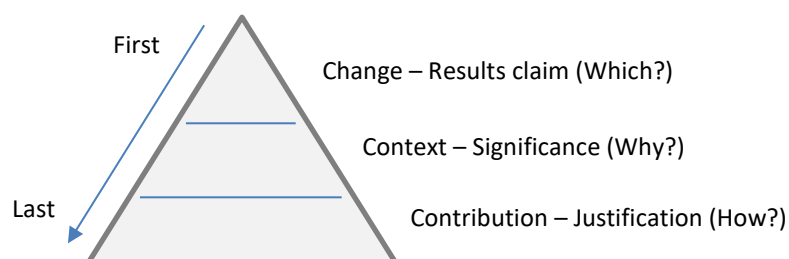 First
Change – Results claim (Which?)
Context – Significance (Why?)
Last
Contribution – Justification (How?)